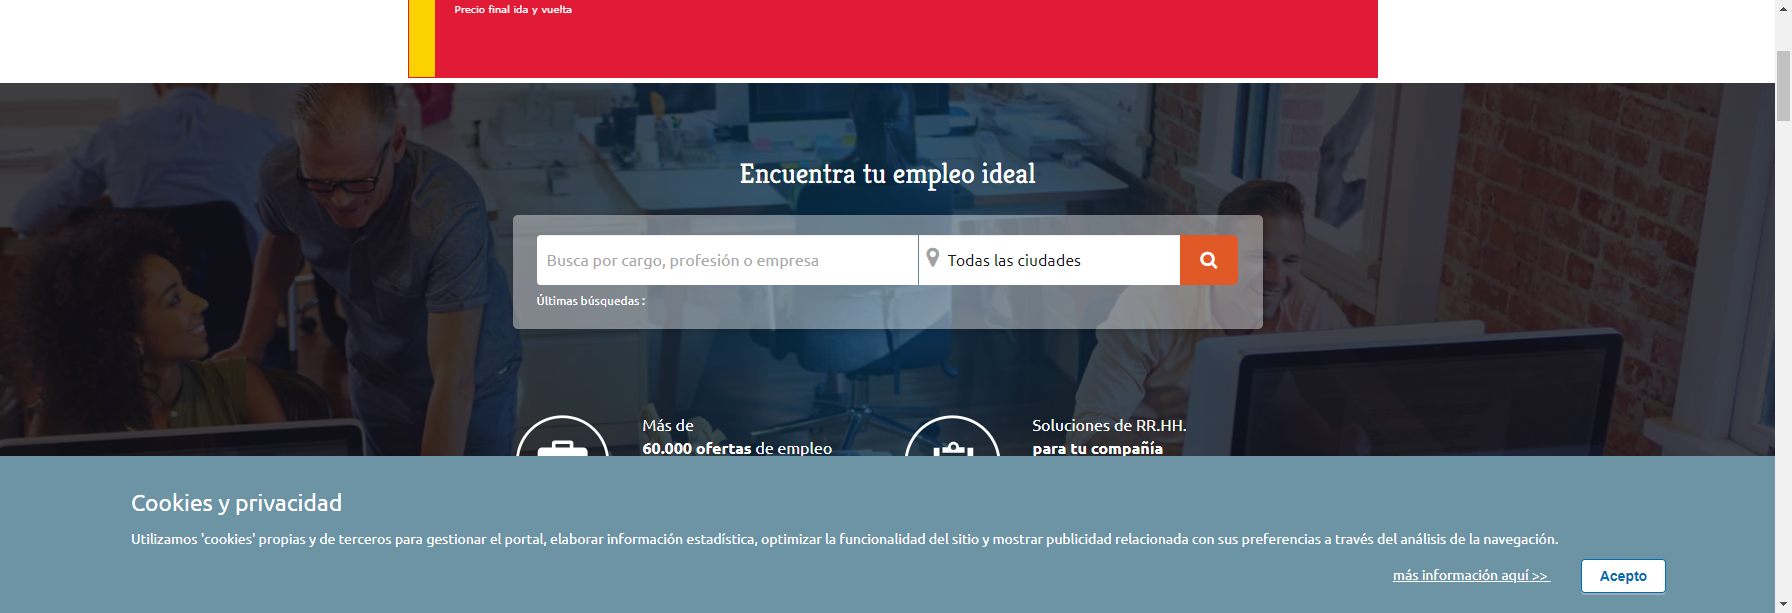 Precio final ida y vuelta
Encuentra tu empleo ideal
Busca por cargo, profesión o empresa
Todas las ciudades
Últimas búsquedas :
Más de
60.000 ofertas de empleo
Soluciones de RR.HH.
para tu compañía
Cookies y privacidad
Utilizamos 'cookies' propias y de terceros para gestionar el portal, elaborar información estadística, optimizar la funcionalidad del sitio y mostrar publicidad relacionada con sus preferencias a través del análisis de la navegación.
más información aquí >>
Acepto